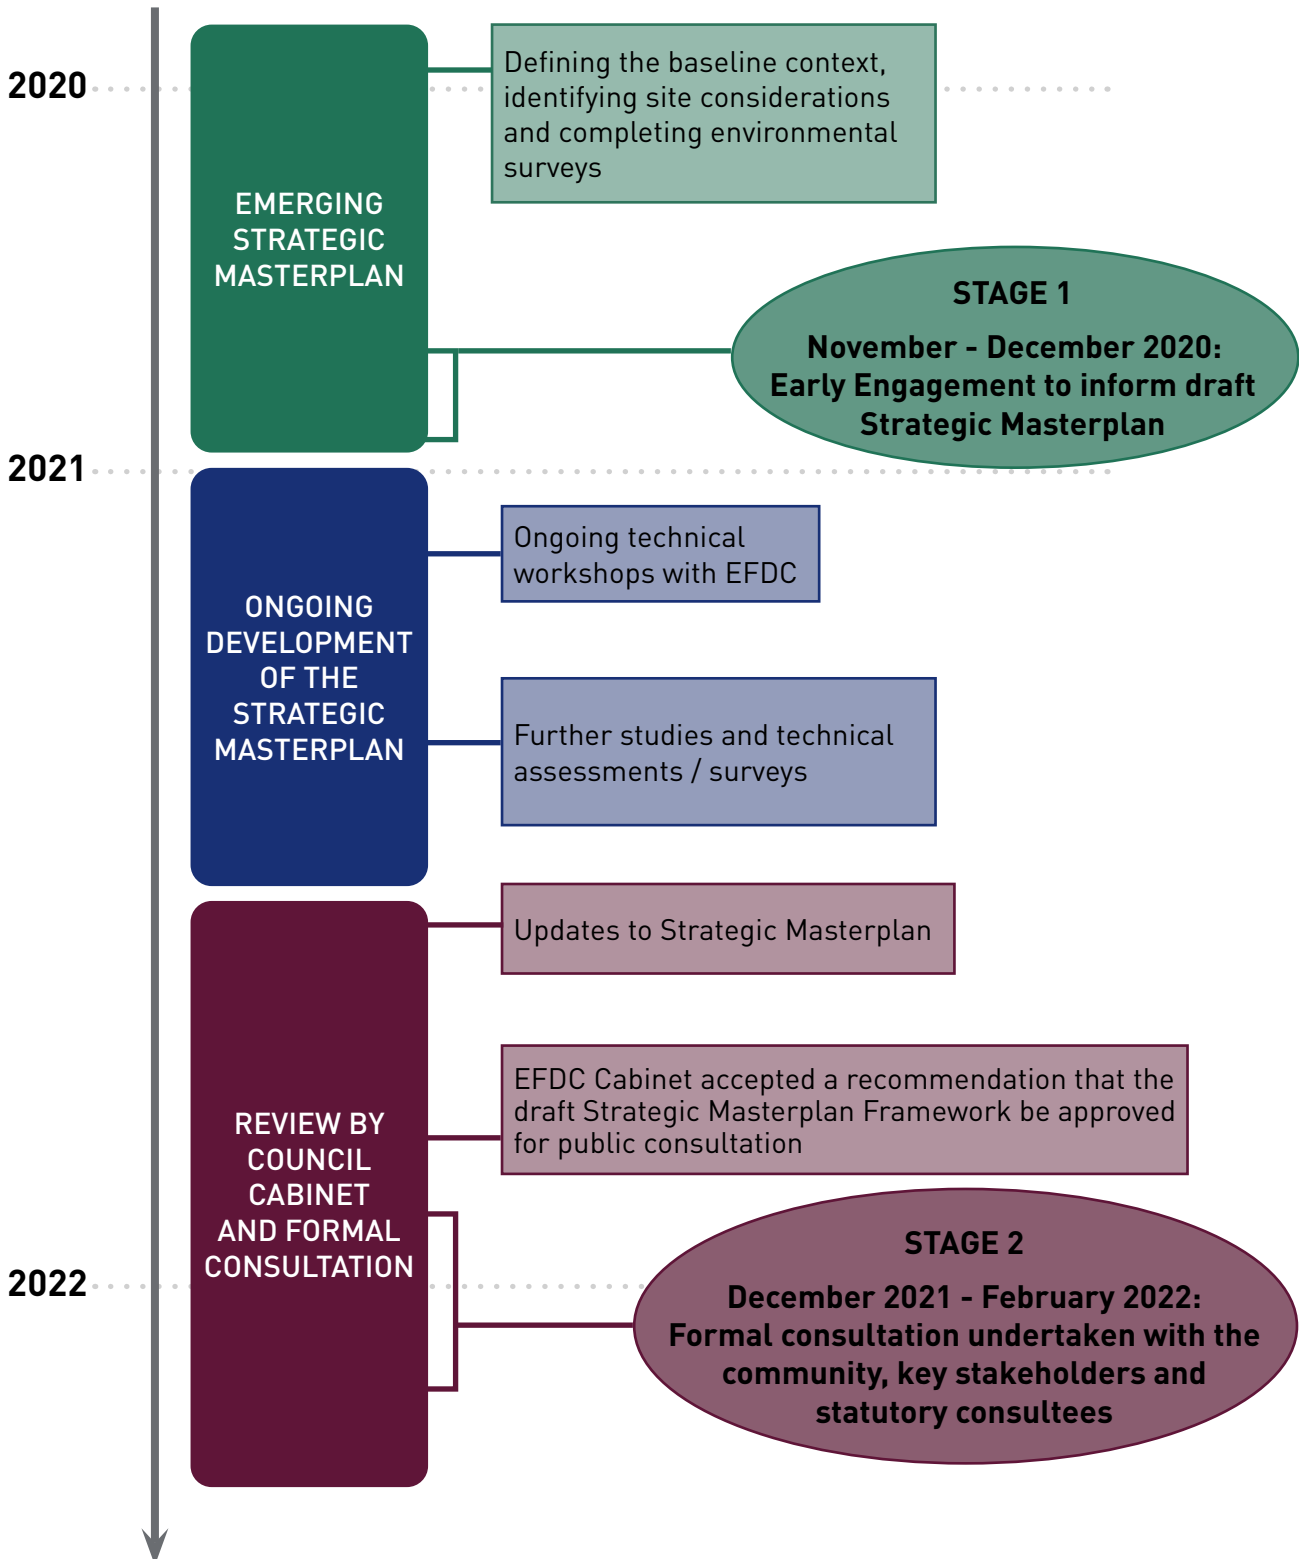 2020
EMERGING
STRATEGIC
MASTERPLAN
Defining the baseline context,
identifying site considerations
and completing environmental
surveys
STAGE 1
November - December 2020:
Early Engagement to inform draft
Strategic Masterplan
2021
ONGOING
DEVELOPMENT
OF THE
STRATEGIC
MASTERPLAN
Ongoing technical
workshops with EFDC
Further studies and technical
assessments / surveys
REVIEW BY
COUNCIL
CABINET
AND FORMAL
CONSULTATION
Updates to Strategic Masterplan
EFDC Cabinet accepted a recommendation that the
draft Strategic Masterplan Framework be approved
for public consultation
2022
STAGE 2
December 2021 - February 2022:
Formal consultation undertaken with the
community, key stakeholders and
statutory consultees